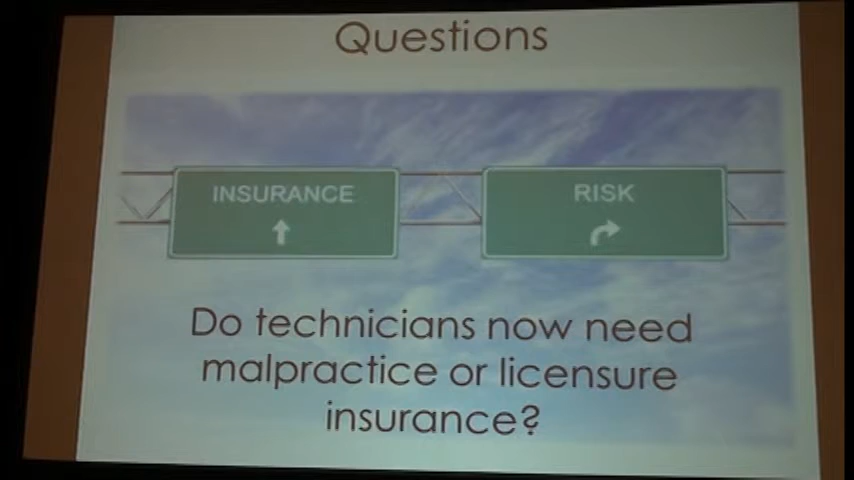 Questions
INSURANCE
RISK
Do technicians now need
malpractice or licensure
insurance?